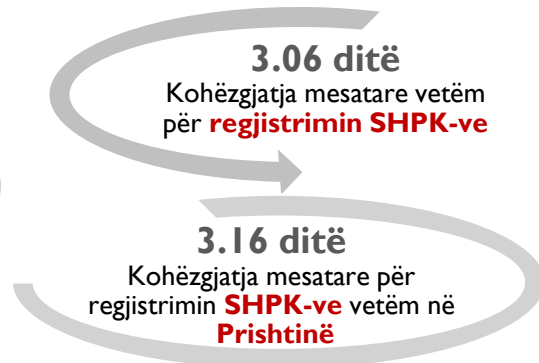 3.06 ditë
Kohëzgjatja mesatare vetëm
për regjistrimin SHPK-ve
3.16 ditë
Kohëzgjatja mesatare për
regjistrimin SHPK-ve vetëm në
Prishtinë